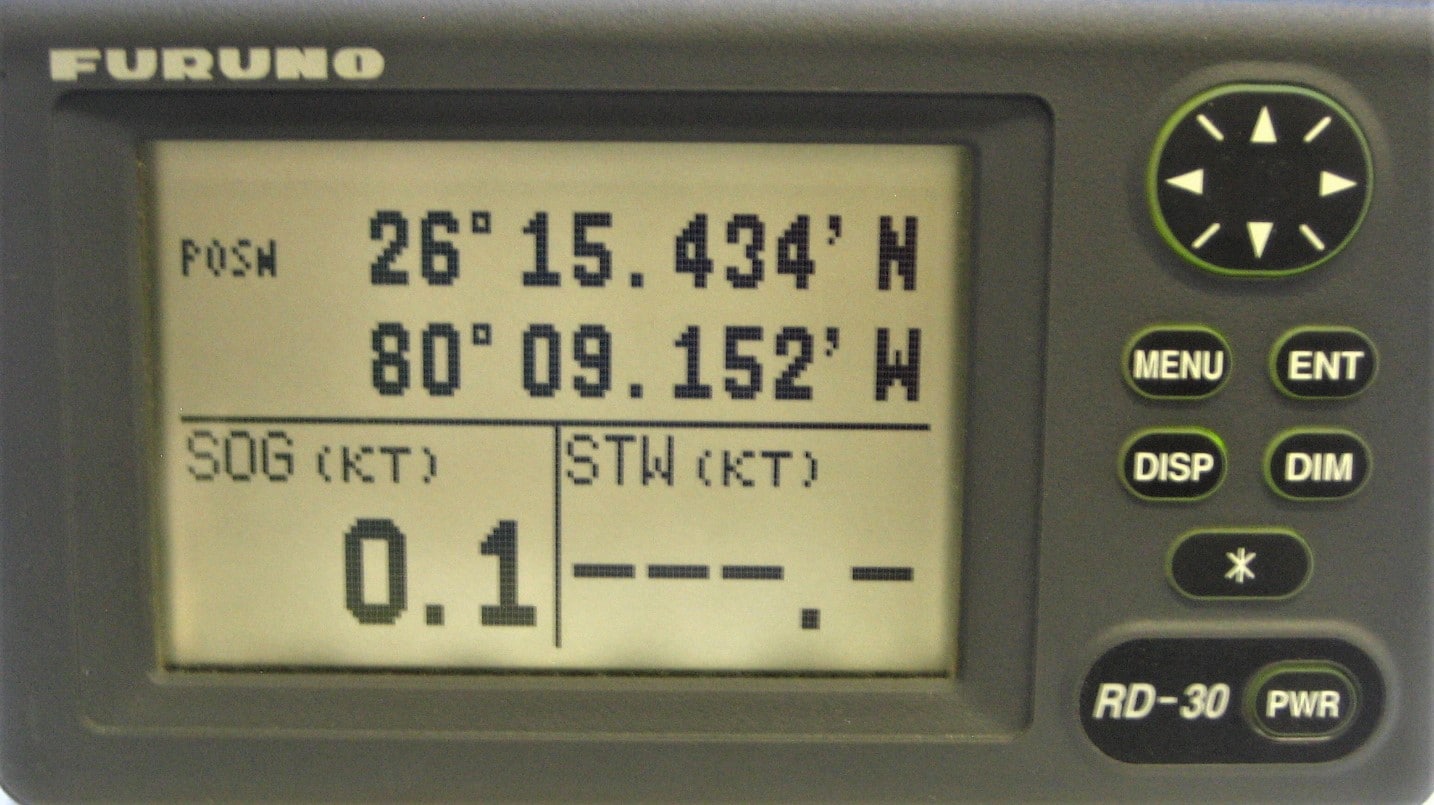 FURUNO
POSN 26°15.434' N
80°09.152' W
SOG (KT) STW (KT)
0.1 ---.-
MENU ENT
DISP DIM
RD-30 PWR